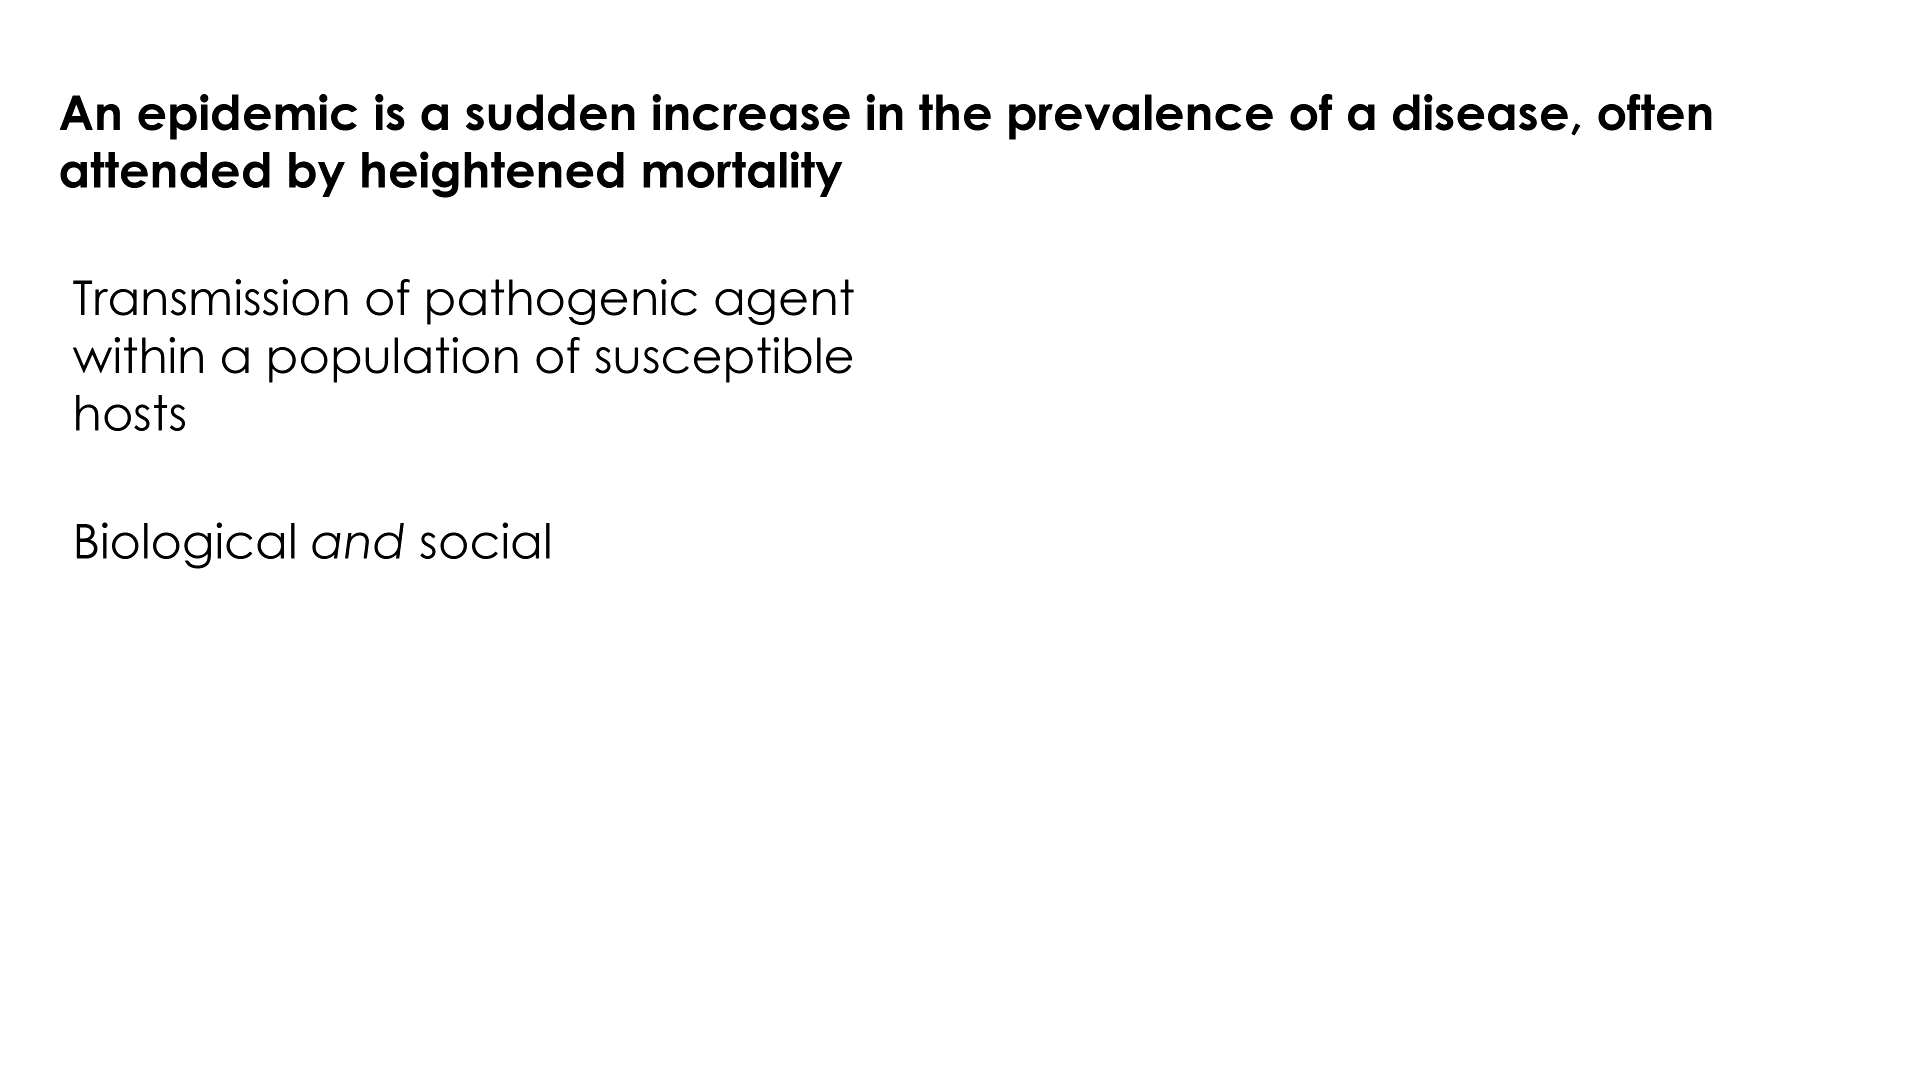 An epidemic is a sudden increase in the prevalence of a disease, often
attended by heightened mortality
Transmission of pathogenic agent
within a population of susceptible
hosts
Biological and social